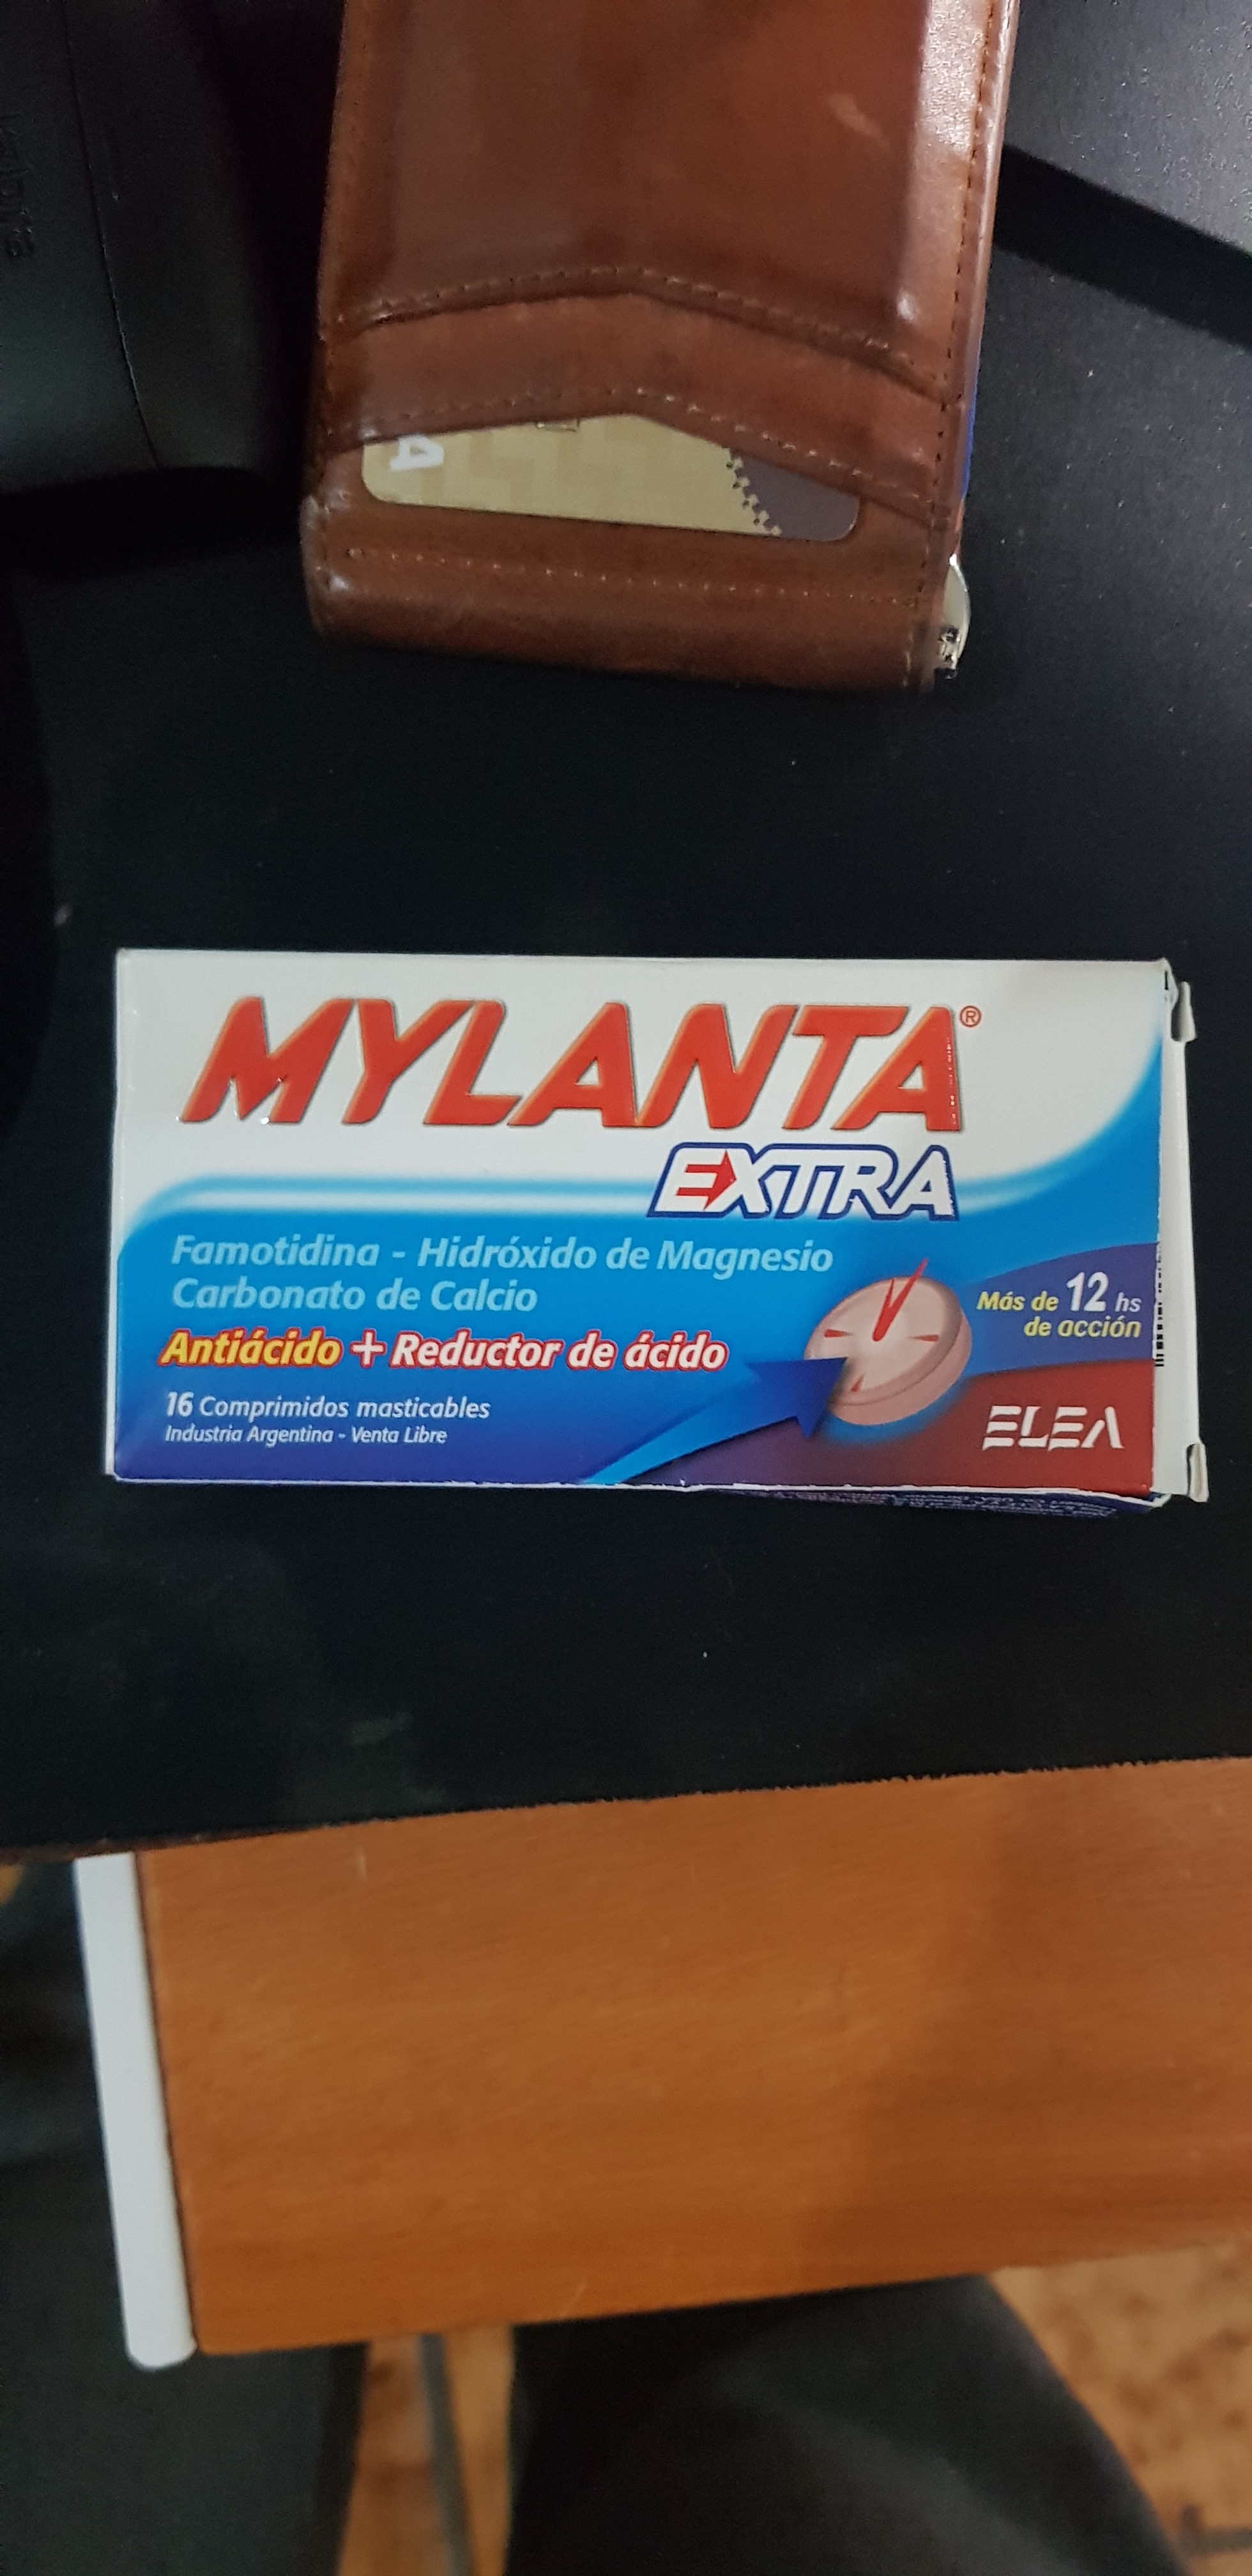 MYLANTA®
EXTRA
Famotidina - Hidróxido de Magnesio
Carbonato de Calcio
Antiácido + Reductor de ácido
16 Comprimidos masticables
Industria Argentina - Venta Libre
Más de 12 hs
de acción
ELEA